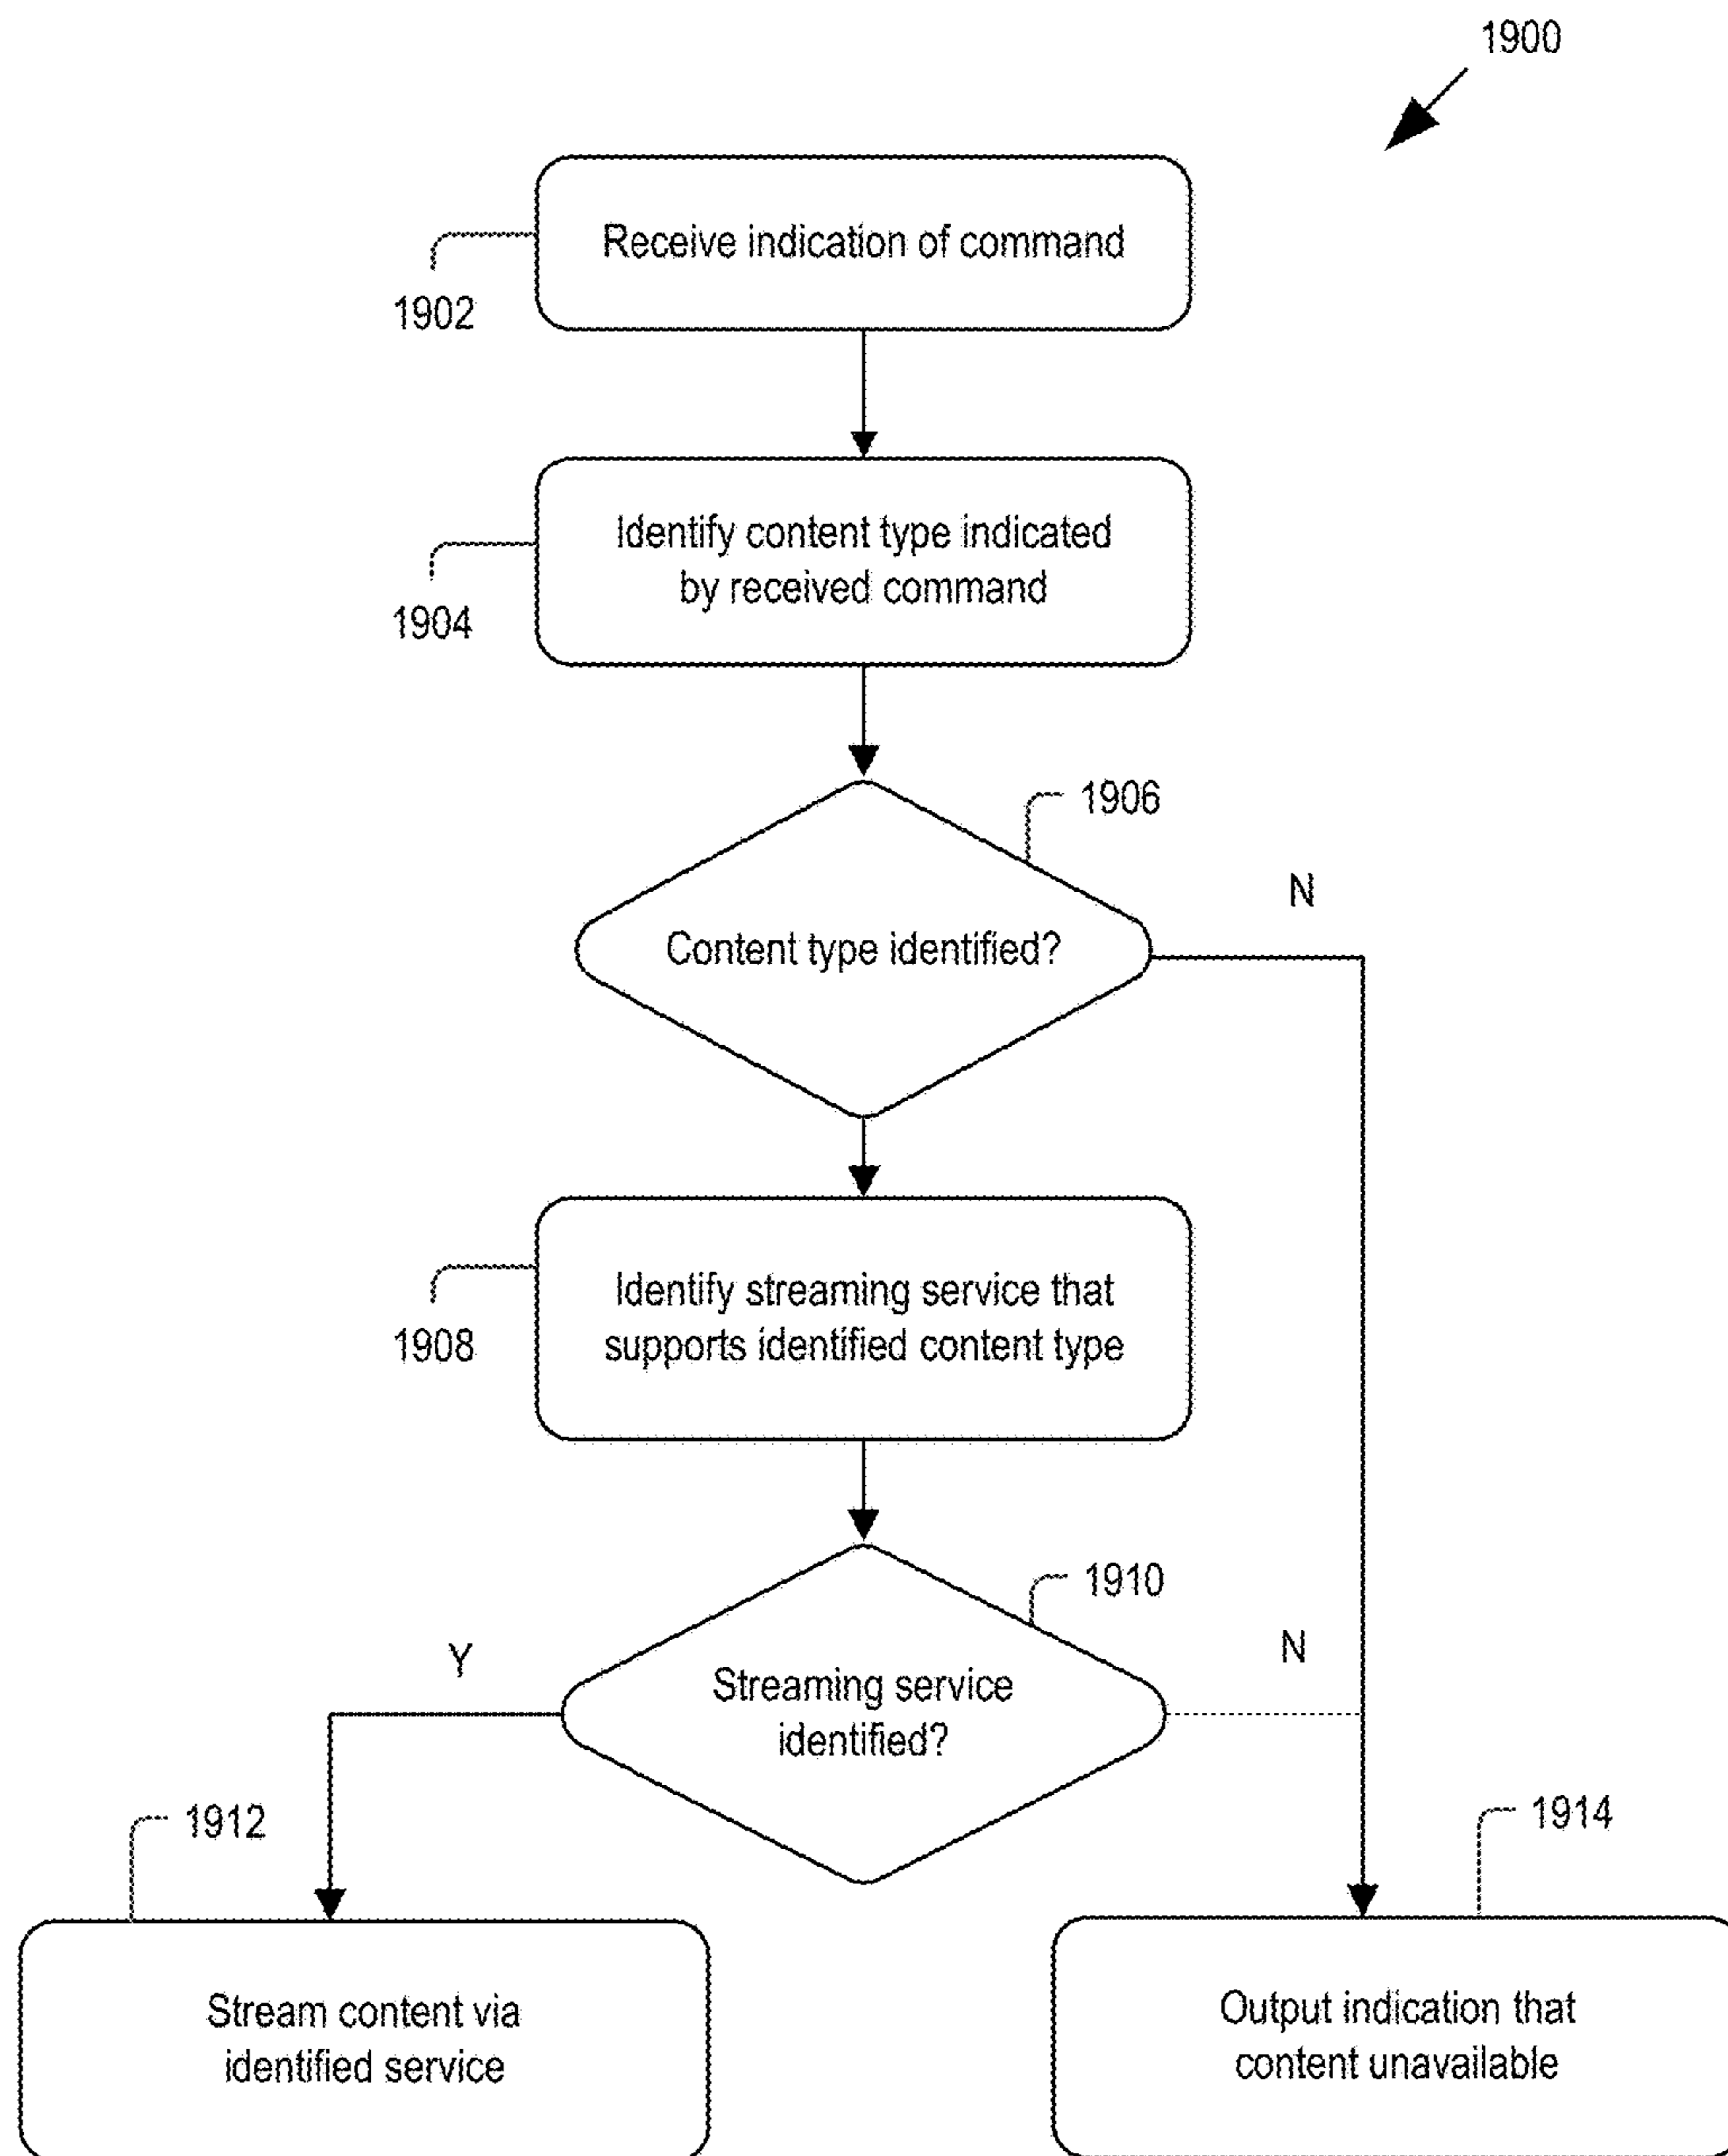 1900
Receive indication of command
1902
Identify content type indicated
by received command
1904
1906
N
Content type identified?
Identify streaming service that
supports identified content type
1908
1910
Y
N
Streaming service
identified?
1912
1914
Stream content via
identified service
Output indication that
content unavailable